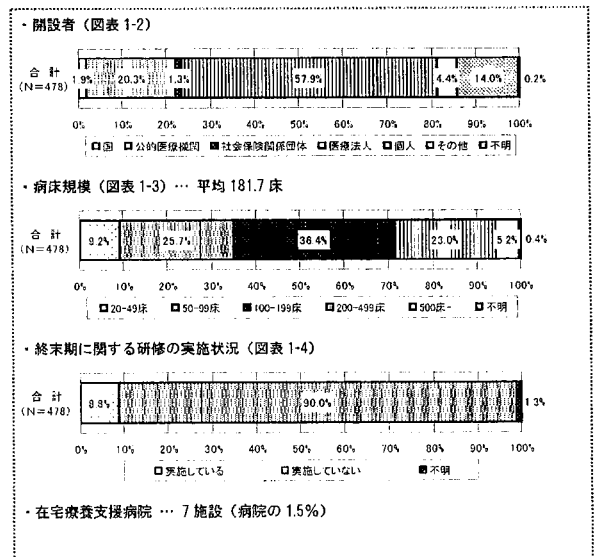 ・開設者（図表1-2）
合 計
(N=478)
1.9% 20.3% 1.3% 57.9% 4.4% 14.0% 0.2%
0% 10% 20% 30% 40% 50% 60% 70% 80% 90% 100%
国 公的医療機関 社会保険関係団体 医療法人 個人 その他 不明
・病床規模（図表1-3）… 平均181.7床
合 計
(N=478)
9.2% 25.7% 36.4% 23.0% 5.2% 0.4%
0% 10% 20% 30% 40% 50% 60% 70% 80% 90% 100%
20-49床 50-99床 100-199床 200-499床 500床- 不明
・終末期に関する研修の実施状況（図表1-4）
合 計
(N=478)
8.8% 90.0% 1.3%
0% 10% 20% 30% 40% 50% 60% 70% 80% 90% 100%
実施している 実施していない 不明
・在宅療養支援病院 … 7施設（病院の1.5%）